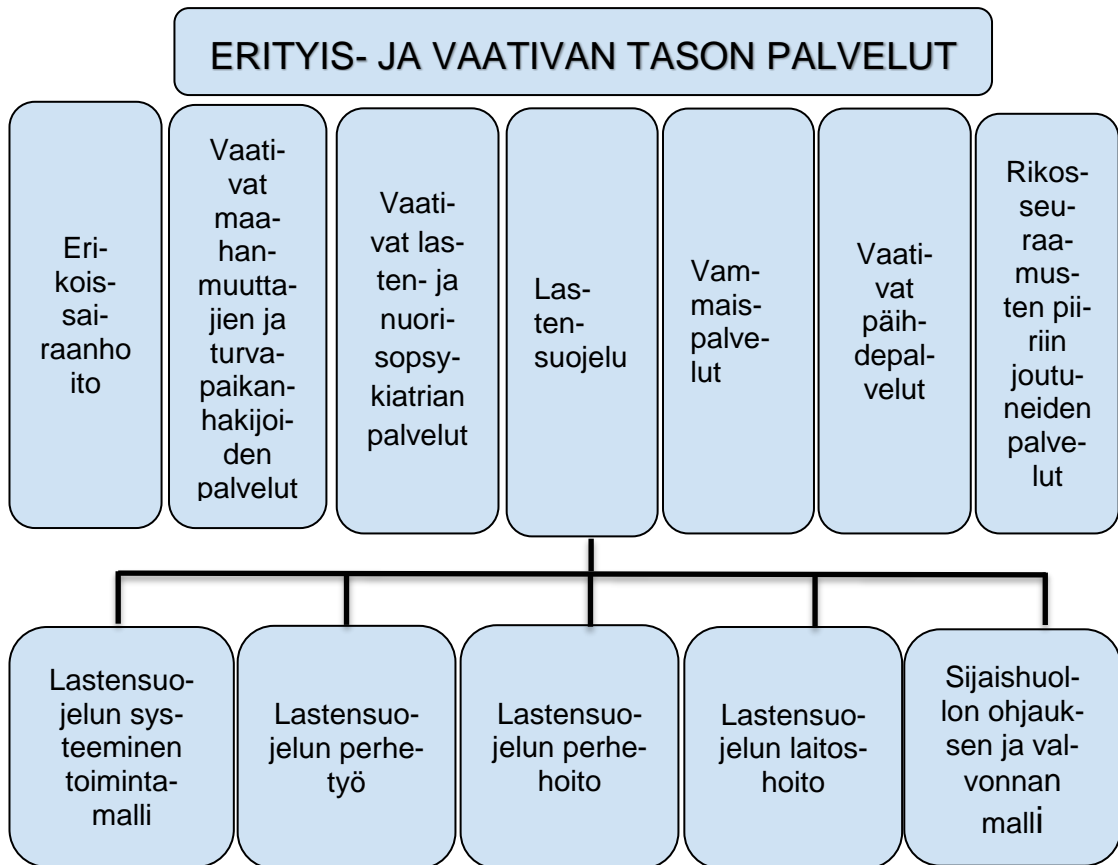 ERITYIS- JA VAATIVAN TASON PALVELUT
Eri-
kois-
sai-
raanho
ito
Vaati-
vat
maa-
han-
muutta-
jien ja
turva-
paikan-
hakijoi-
den
palvelut
Vaati-
vat las-
ten- ja
nuori-
sopsy-
kiatrian
palvelut
Las-
ten-
suojelu
Vam-
mais-
palve-
lut
Vaati-
vat
päih-
depal-
velut
Rikos-
seu-
raa-
mus-
ten pii-
riin
joutu-
neiden
palve-
lut
Lastensuo-
jelun sys-
teeminen
toiminta-
malli
Lastensuo-
jelun perhe-
työ
Lastensuo-
jelun perhe-
hoito
Lastensuo-
jelun laitos-
hoito
Sijaishuol-
lon ohjauk-
sen ja val-
vonnan
malli